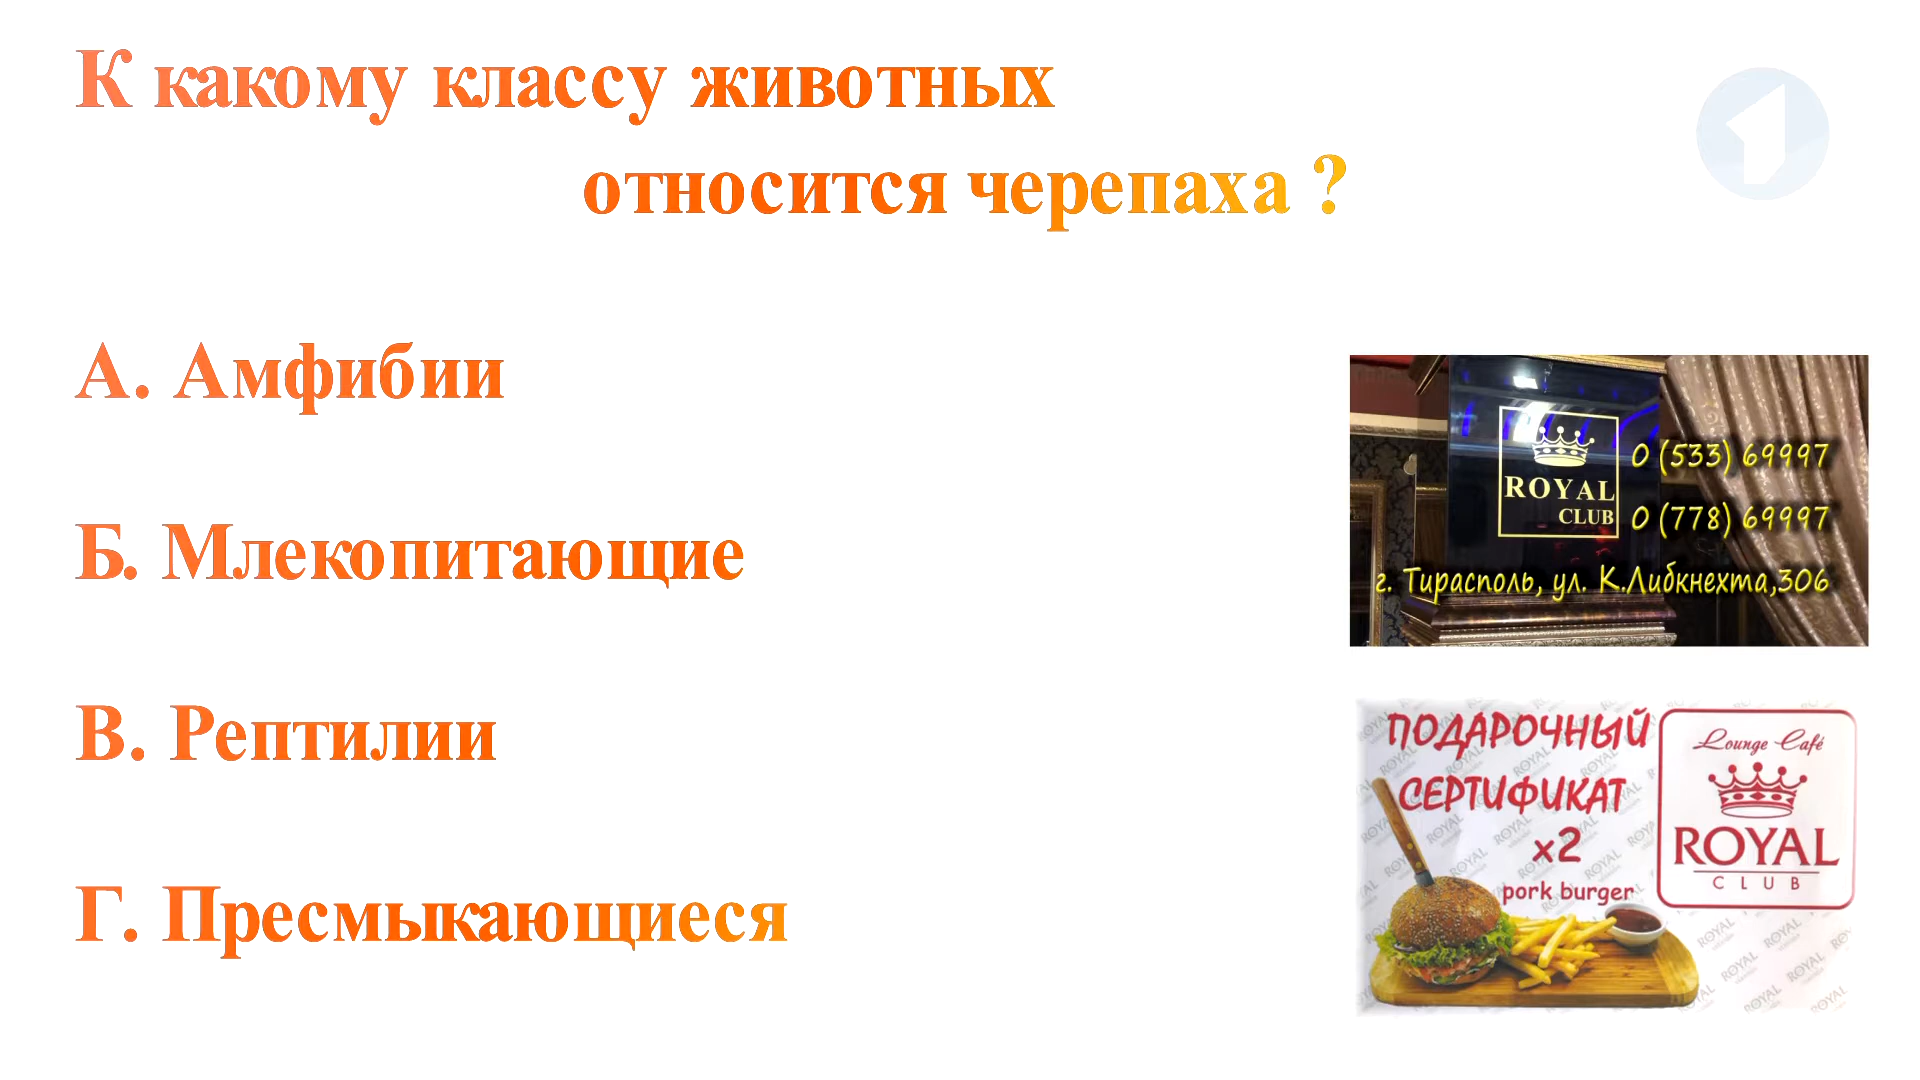 К какому классу животных
относится черепаха ?
А. Амфибии
Б. Млекопитающие
В. Рептилии
Г. Пресмыкающиеся
ROYAL
CLUB
0 (533) 69997
0 (778) 69997
г. Тирасполь, ул. К.Либкнехта,306
ПОДАРОЧНЫЙ
СЕРТИФИКАТ
x2
pork burger
Lounge Café
ROYAL
CLUB